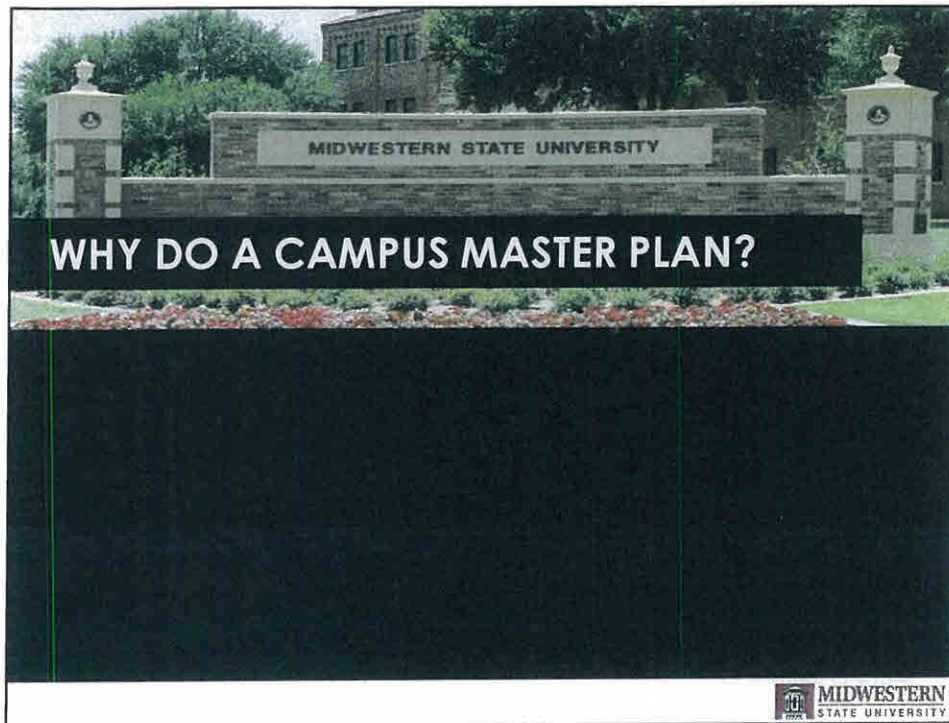 MIDWESTERN STATE UNIVERSITY
WHY DO A CAMPUS MASTER PLAN?
MIDWESTERN
STATE UNIVERSITY